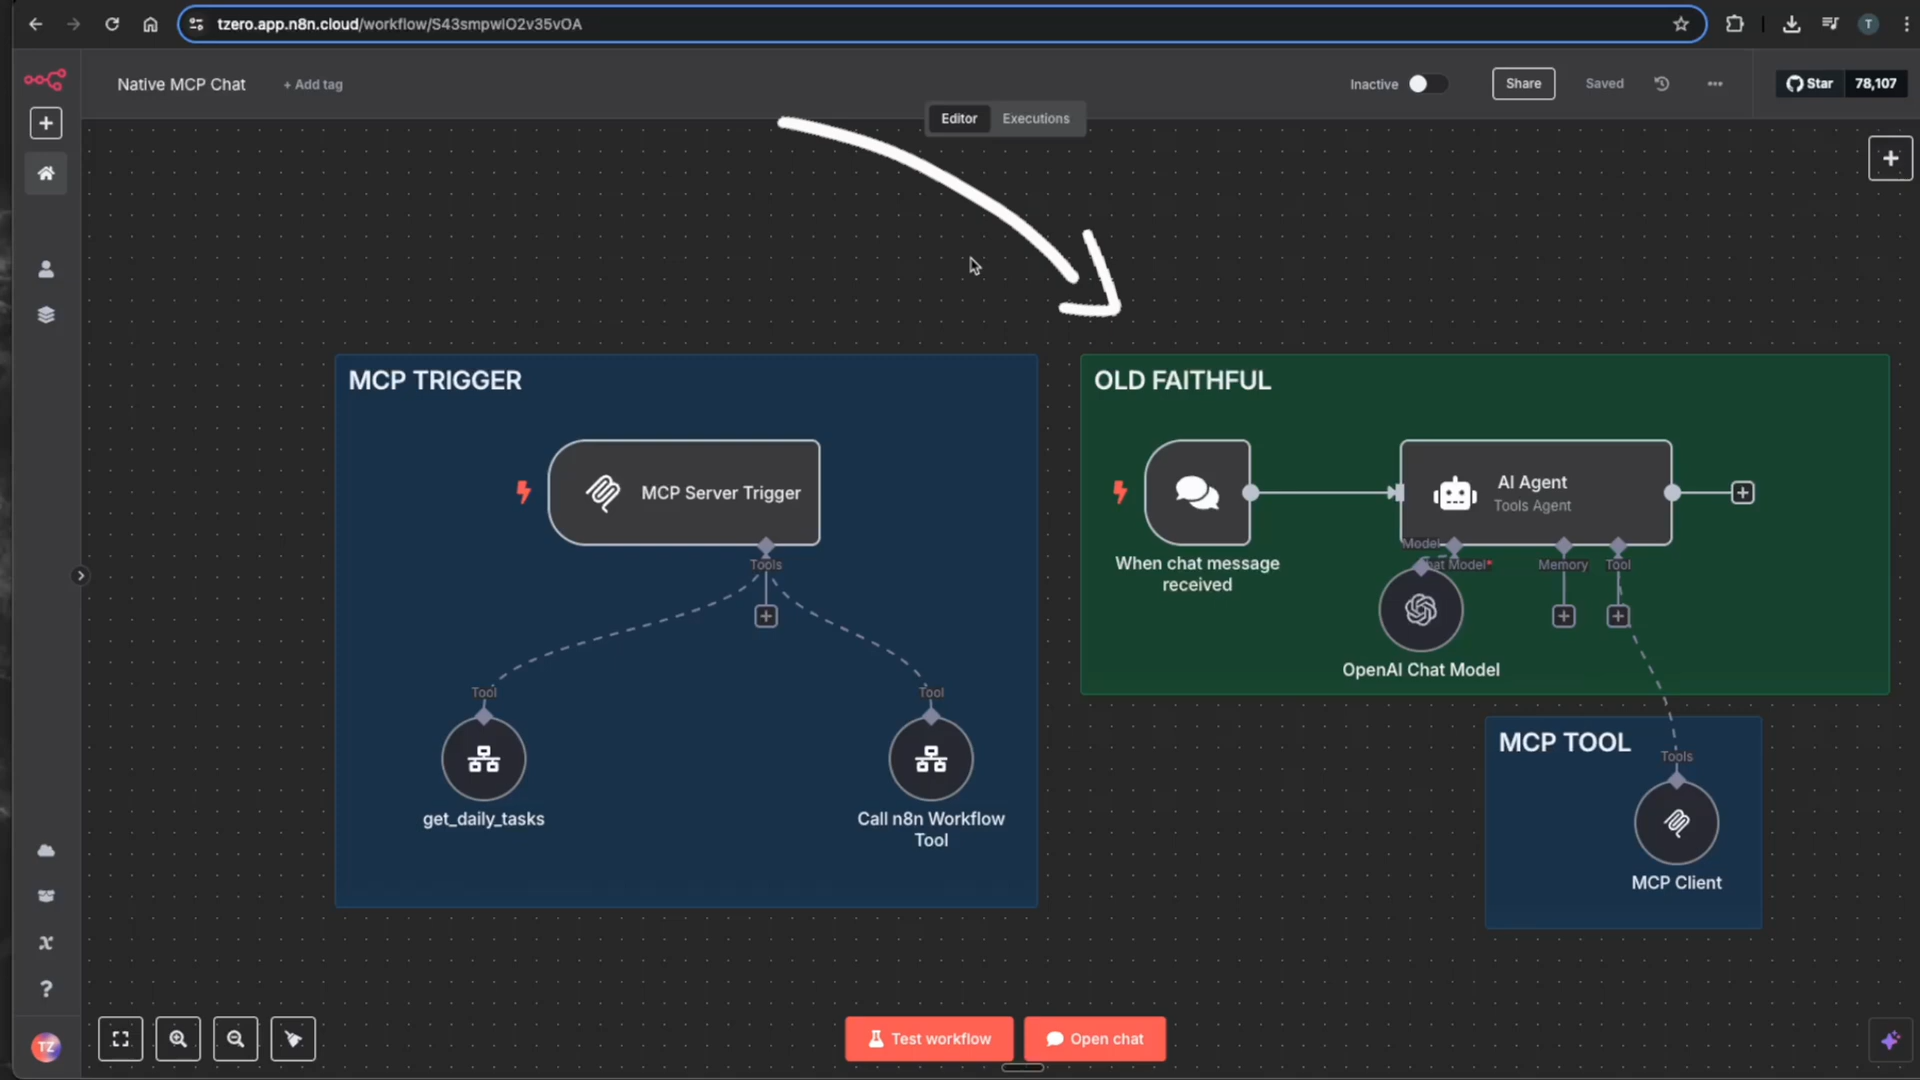 tzero.app.n8n.cloud/workflow/S43smpwIO2v35vOA
T
Native MCP Chat
+ Add tag
Inactive
Share
Saved
Star
78,107
Editor
Executions
MCP TRIGGER
MCP Server Trigger
Tools
Tool
Tool
get_daily_tasks
Call n8n Workflow
Tool
OLD FAITHFUL
When chat message
received
AI Agent
Tools Agent
Model
Chat Model*
Memory
Tool
OpenAI Chat Model
MCP TOOL
Tools
MCP Client
TZ
Test workflow
Open chat